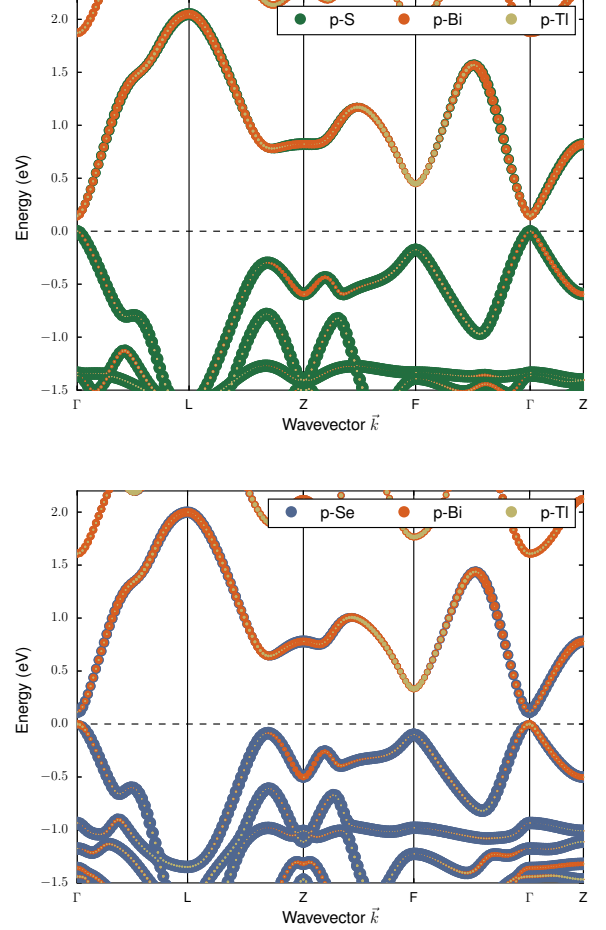 2.0
p-S p-Bi p-Tl
1.5
1.0
0.5
0.0
−0.5
−1.0
−1.5
Energy (eV)
Γ L Z F Γ Z
Wavevector k⃗
2.0
p-Se p-Bi p-Tl
1.5
1.0
0.5
0.0
−0.5
−1.0
−1.5
Energy (eV)
Γ L Z F Γ Z
Wavevector k⃗